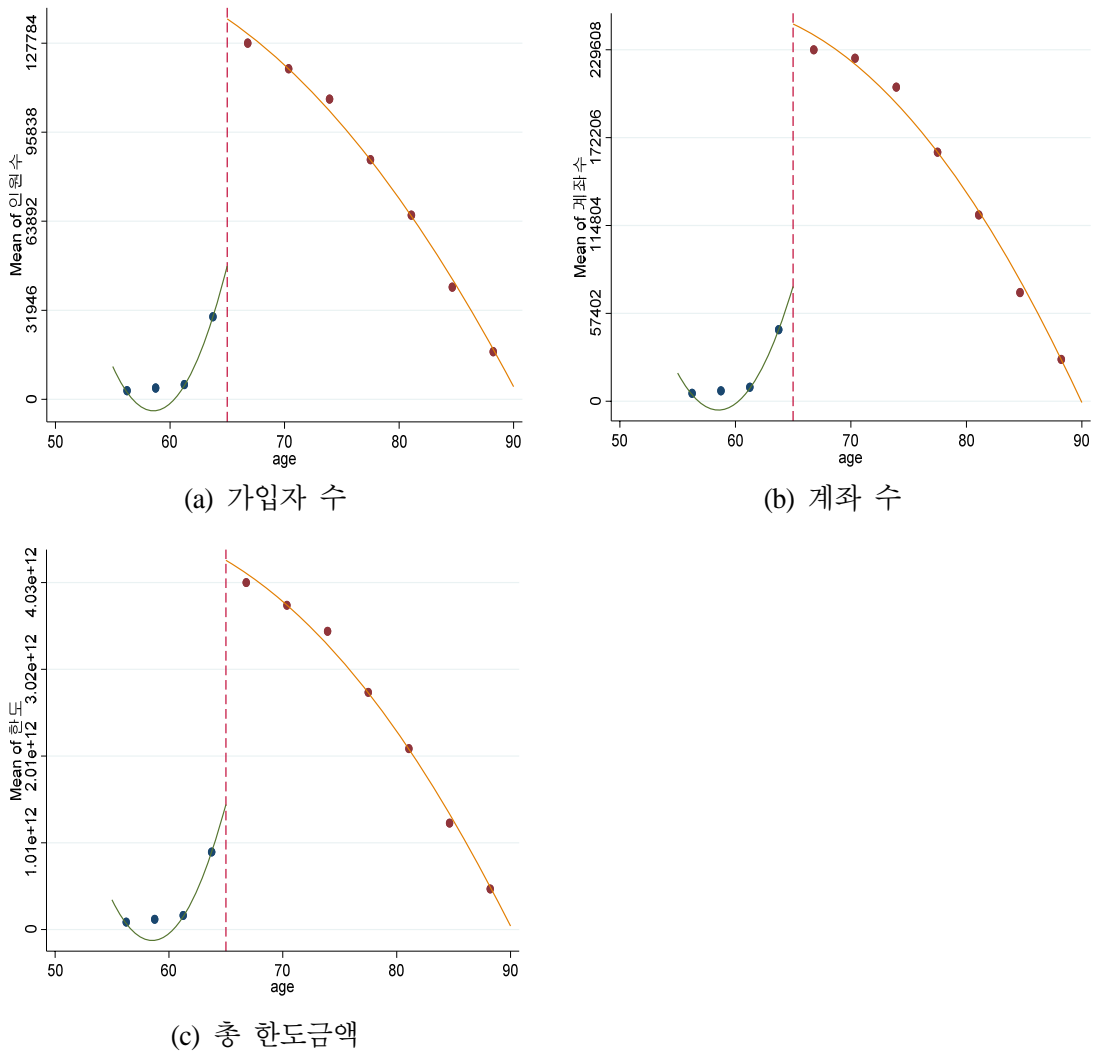 Mean of 인원수
127784
95838
63892
31946
0
50 60 70 80 90
age
(a) 가입자 수
Mean of 계좌수
229608
172206
114804
57402
0
50 60 70 80 90
age
(b) 계좌 수
Mean of 한도
4.03e+12
3.02e+12
2.01e+12
1.01e+12
0
50 60 70 80 90
age
(c) 총 한도금액